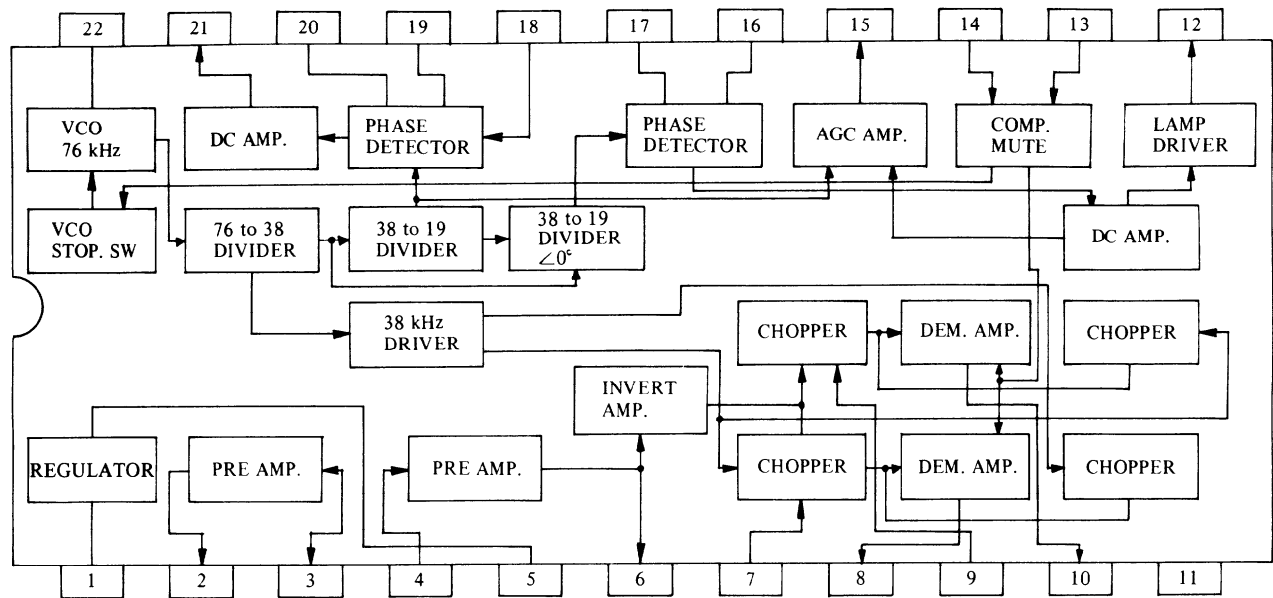 22 21 20 19 18 17 16 15 14 13 12
VCO
76 kHz
DC AMP.
PHASE
DETECTOR
PHASE
DETECTOR
AGC AMP.
COMP.
MUTE
LAMP
DRIVER
VCO
STOP. SW
76 to 38
DIVIDER
38 to 19
DIVIDER
38 to 19
DIVIDER
∠0°
DC AMP.
38 kHz
DRIVER
CHOPPER
DEM. AMP.
CHOPPER
INVERT
AMP.
REGULATOR
PRE AMP.
PRE AMP.
CHOPPER
DEM. AMP.
CHOPPER
1 2 3 4 5 6 7 8 9 10 11